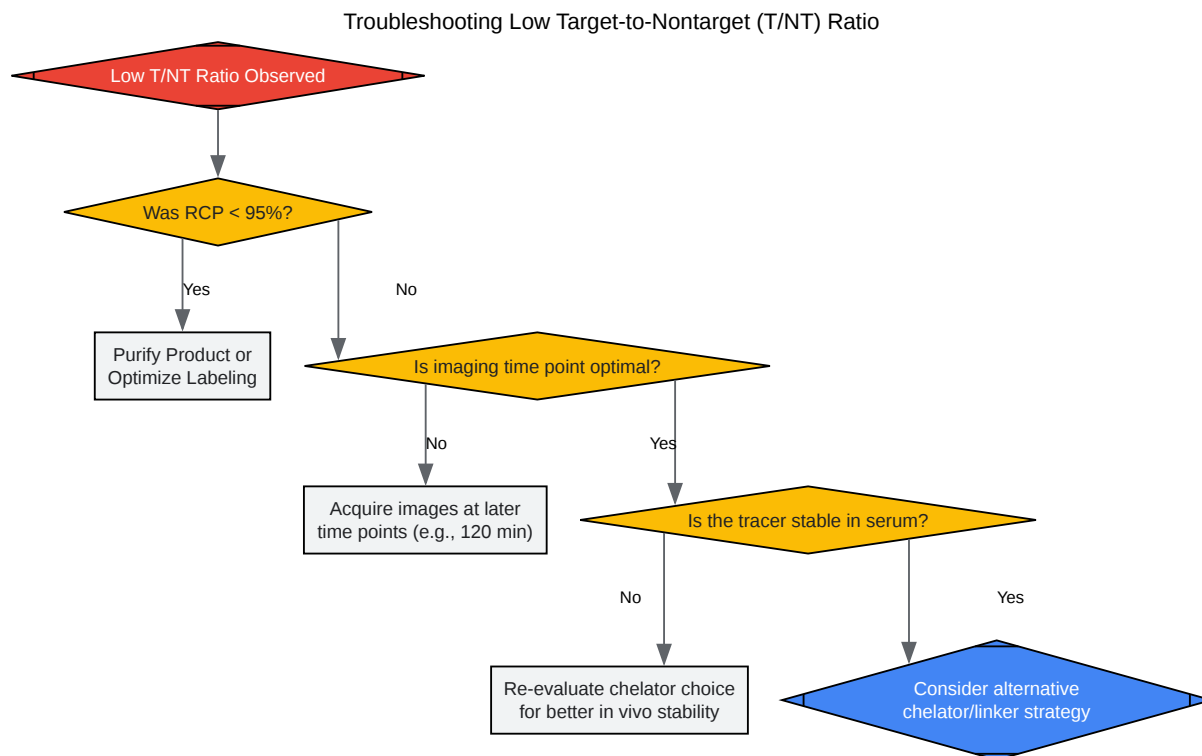 Troubleshooting Low Target-to-Nontarget (T/NT) Ratio
Low T/NT Ratio Observed
Was RCP < 95%?
Yes
No
Purify Product or
Optimize Labeling
Is imaging time point optimal?
No
Yes
Acquire images at later
time points (e.g., 120 min)
Is the tracer stable in serum?
No
Yes
Re-evaluate chelator choice
for better in vivo stability
Consider alternative
chelator/linker strategy